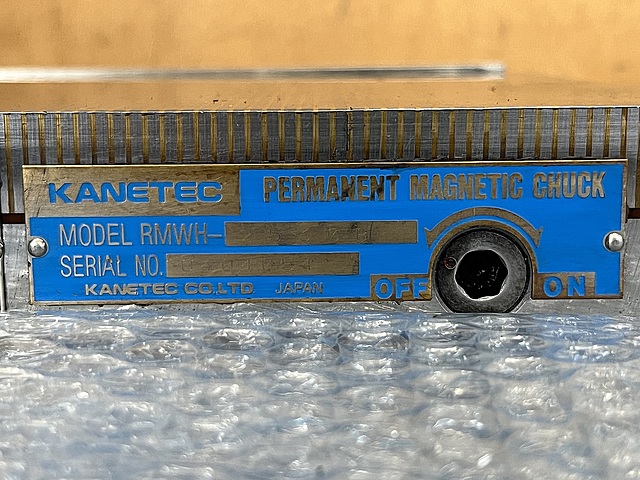 KANETEC PERMANENT MAGNETIC CHUCK
MODEL RMWH-
SERIAL NO.
KANETEC CO.,LTD JAPAN
OFF ON